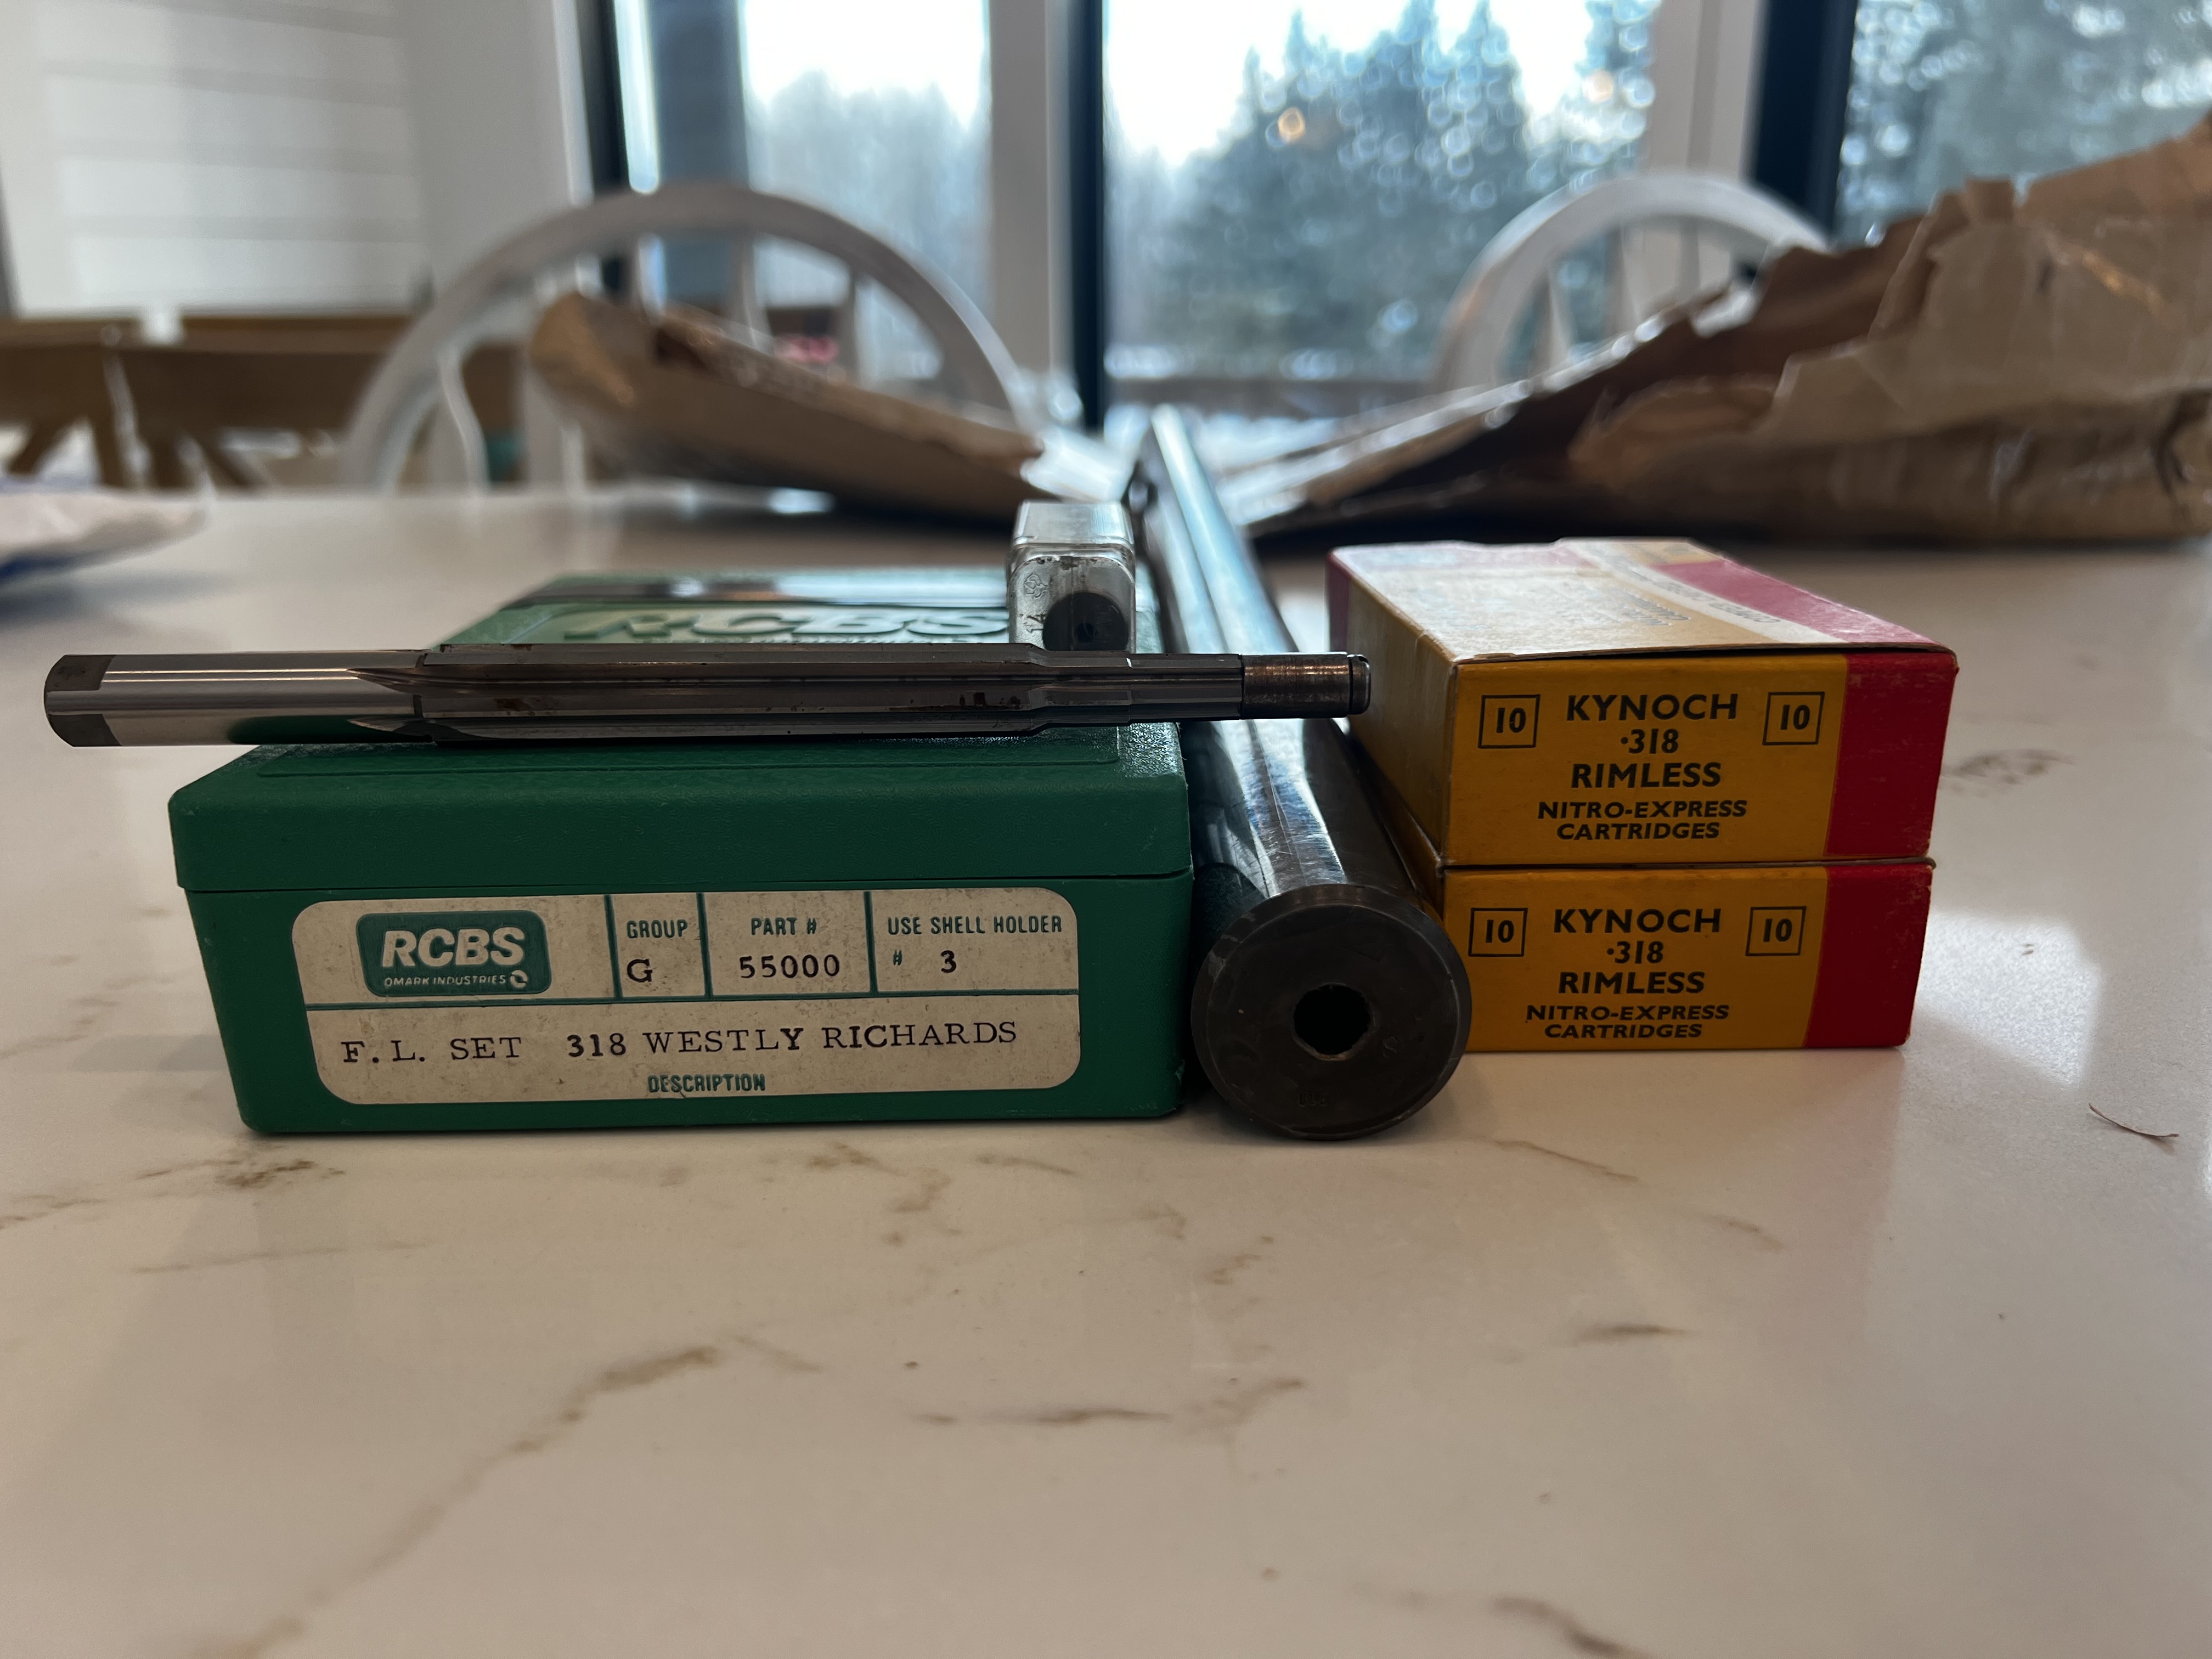 RCBS
RCBS
OMARK INDUSTRIES
GROUP
G
PART #
55000
USE SHELL HOLDER
# 3
F.L. SET 318 WESTLY RICHARDS
DESCRIPTION
10 KYNOCH 10
·318
RIMLESS
NITRO-EXPRESS
CARTRIDGES
10 KYNOCH 10
·318
RIMLESS
NITRO-EXPRESS
CARTRIDGES